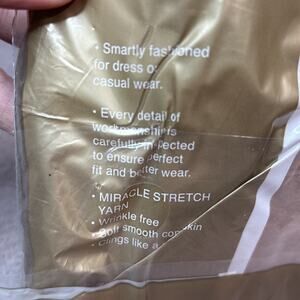 • Smartly fashioned
for dress or
casual wear.
• Every detail of
workmanship is
carefully inspected
to ensure perfect
fit and better wear.
• MIRACLE STRETCH
YARN
• Wrinkle free
• Soft smooth
• Clings like a